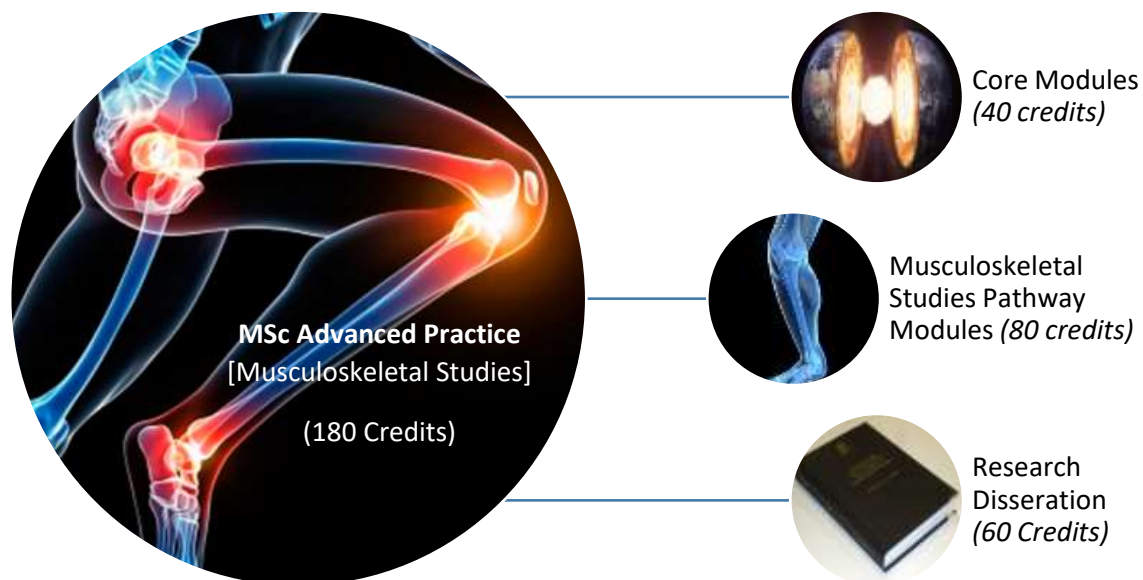 MSc Advanced Practice
[Musculoskeletal Studies]
(180 Credits)
Core Modules
(40 credits)
Musculoskeletal
Studies Pathway
Modules (80 credits)
Research
Disseration
(60 Credits)